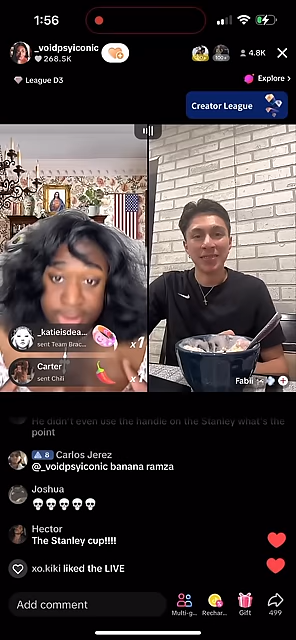 1:56
_voidpsyiconic
268.5K
4.8K
League D3
Explore >
Creator League
_katieisdea...
sent Team Brac...
x1
Carter
sent Chili
x1
Fabii
He didn't even use the handle on the Stanley what's the
point
8 Carlos Jerez
@_voidpsyiconic banana ramza
Joshua
💀💀💀💀💀
Hector
The Stanley cup!!!!
xo.kiki liked the LIVE
Add comment
Multi-g...
Rechar...
Gift
499